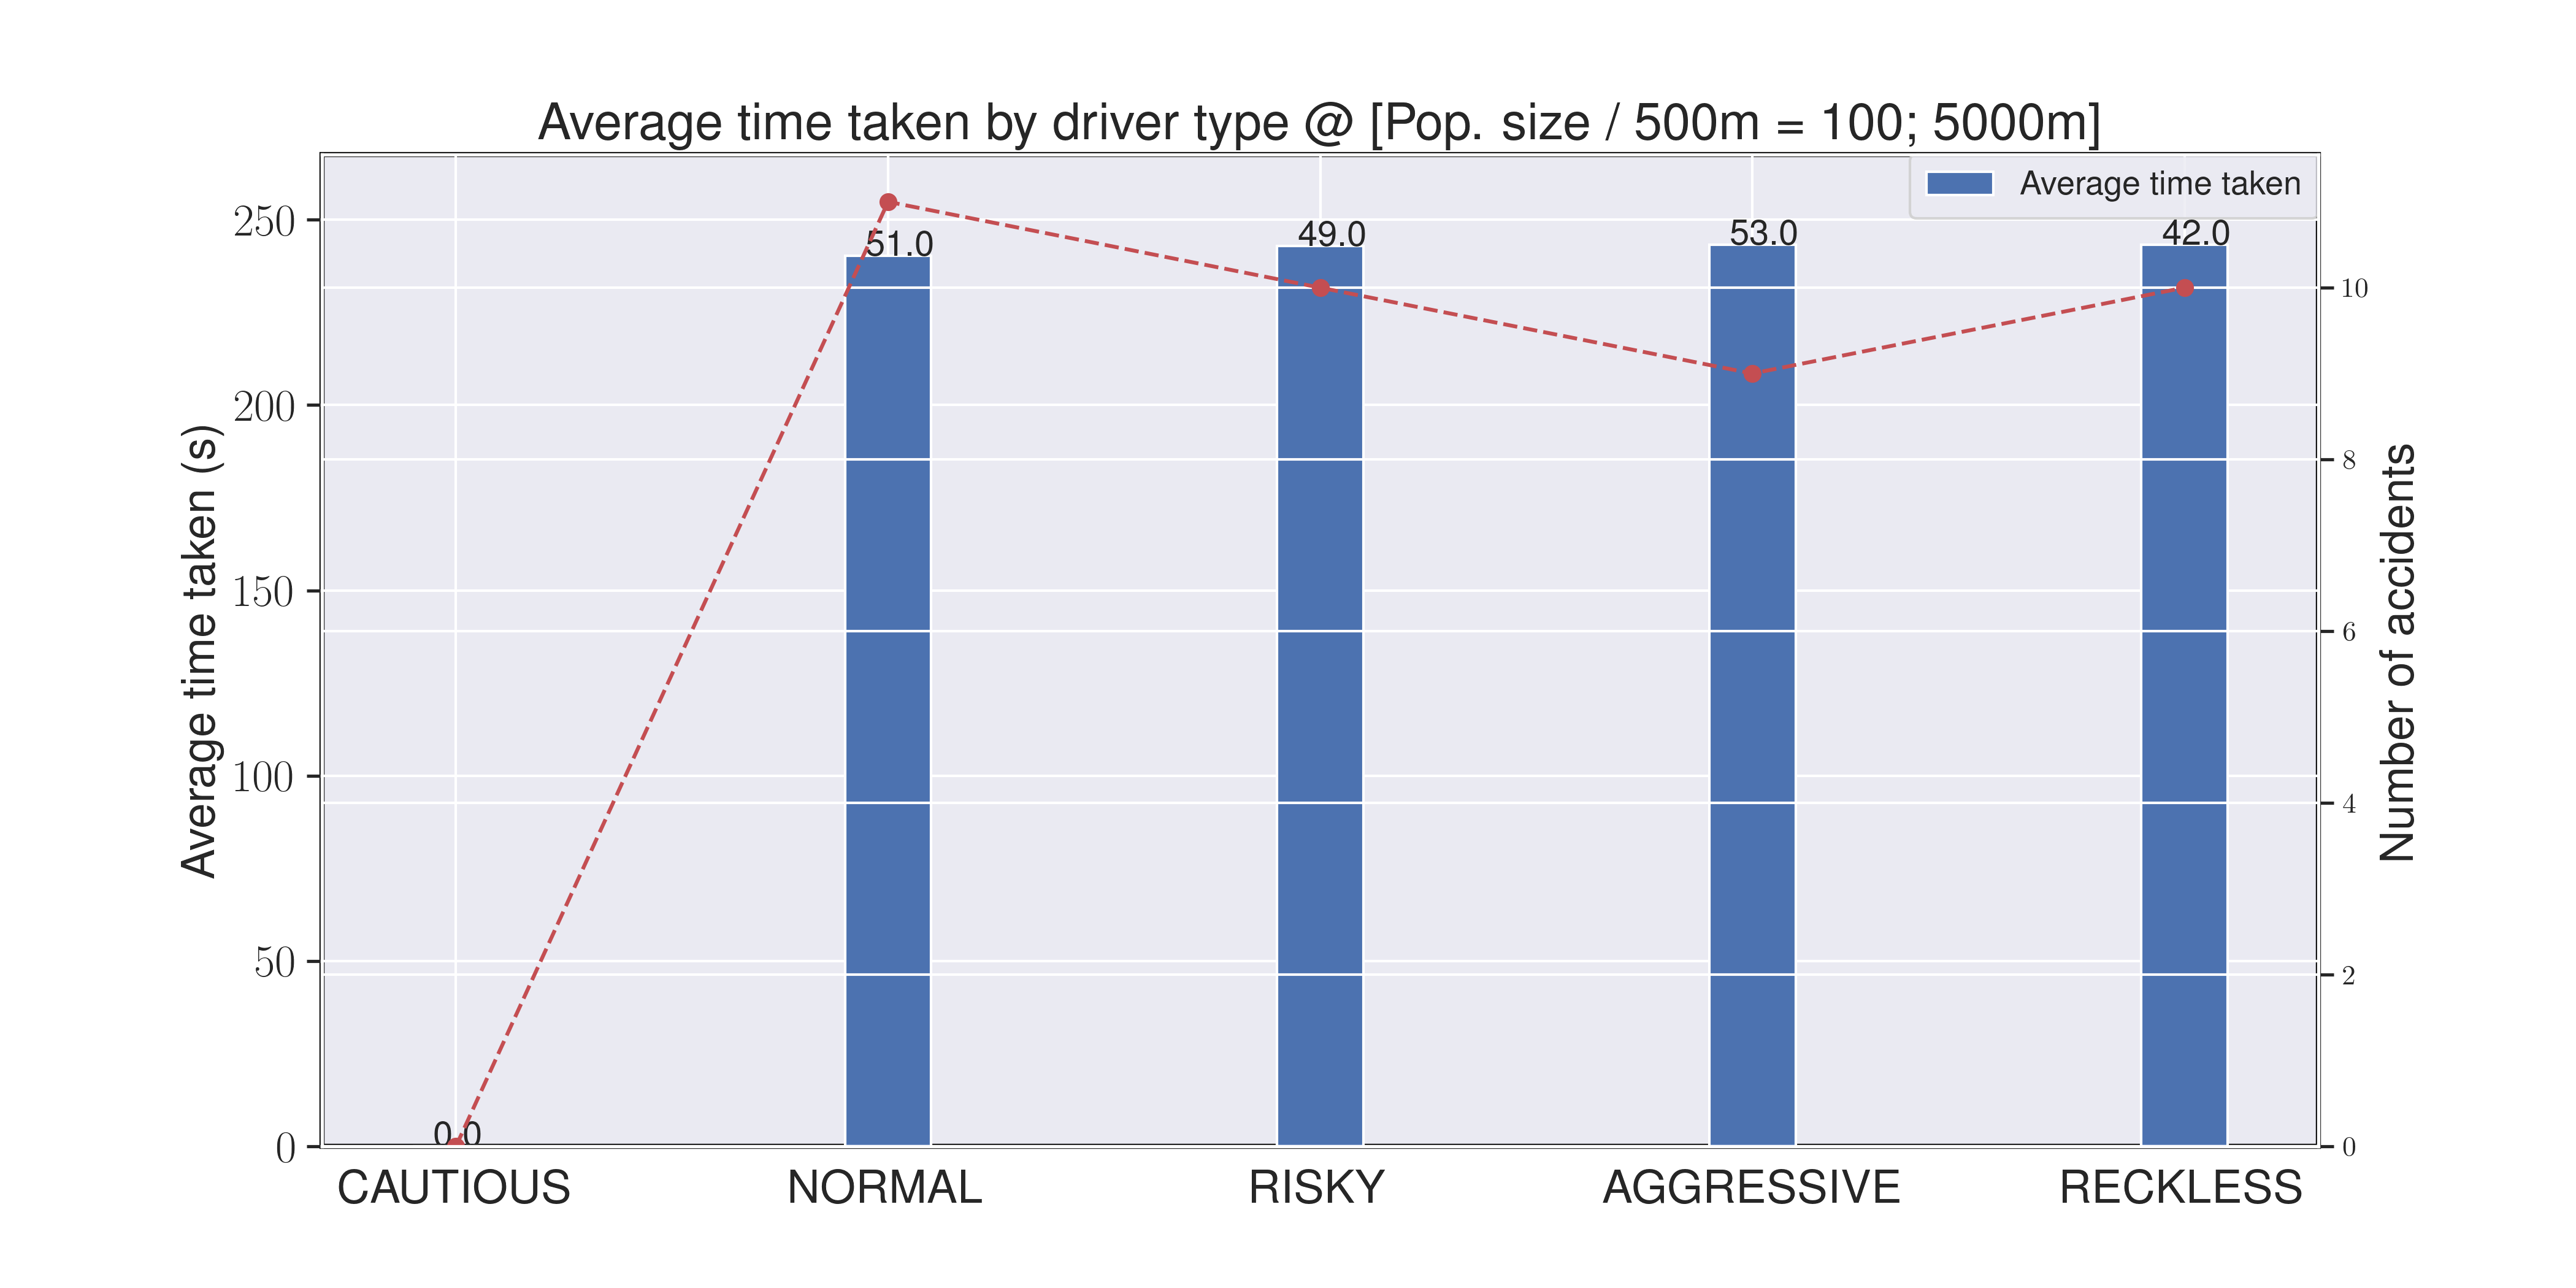 Average time taken by driver type @ [Pop. size / 500m = 100; 5000m]
Average time taken
250
200
150
100
50
0
Average time taken (s)
0.0
51.0
49.0
53.0
42.0
10
8
6
4
2
0
Number of accidents
CAUTIOUS
NORMAL
RISKY
AGGRESSIVE
RECKLESS